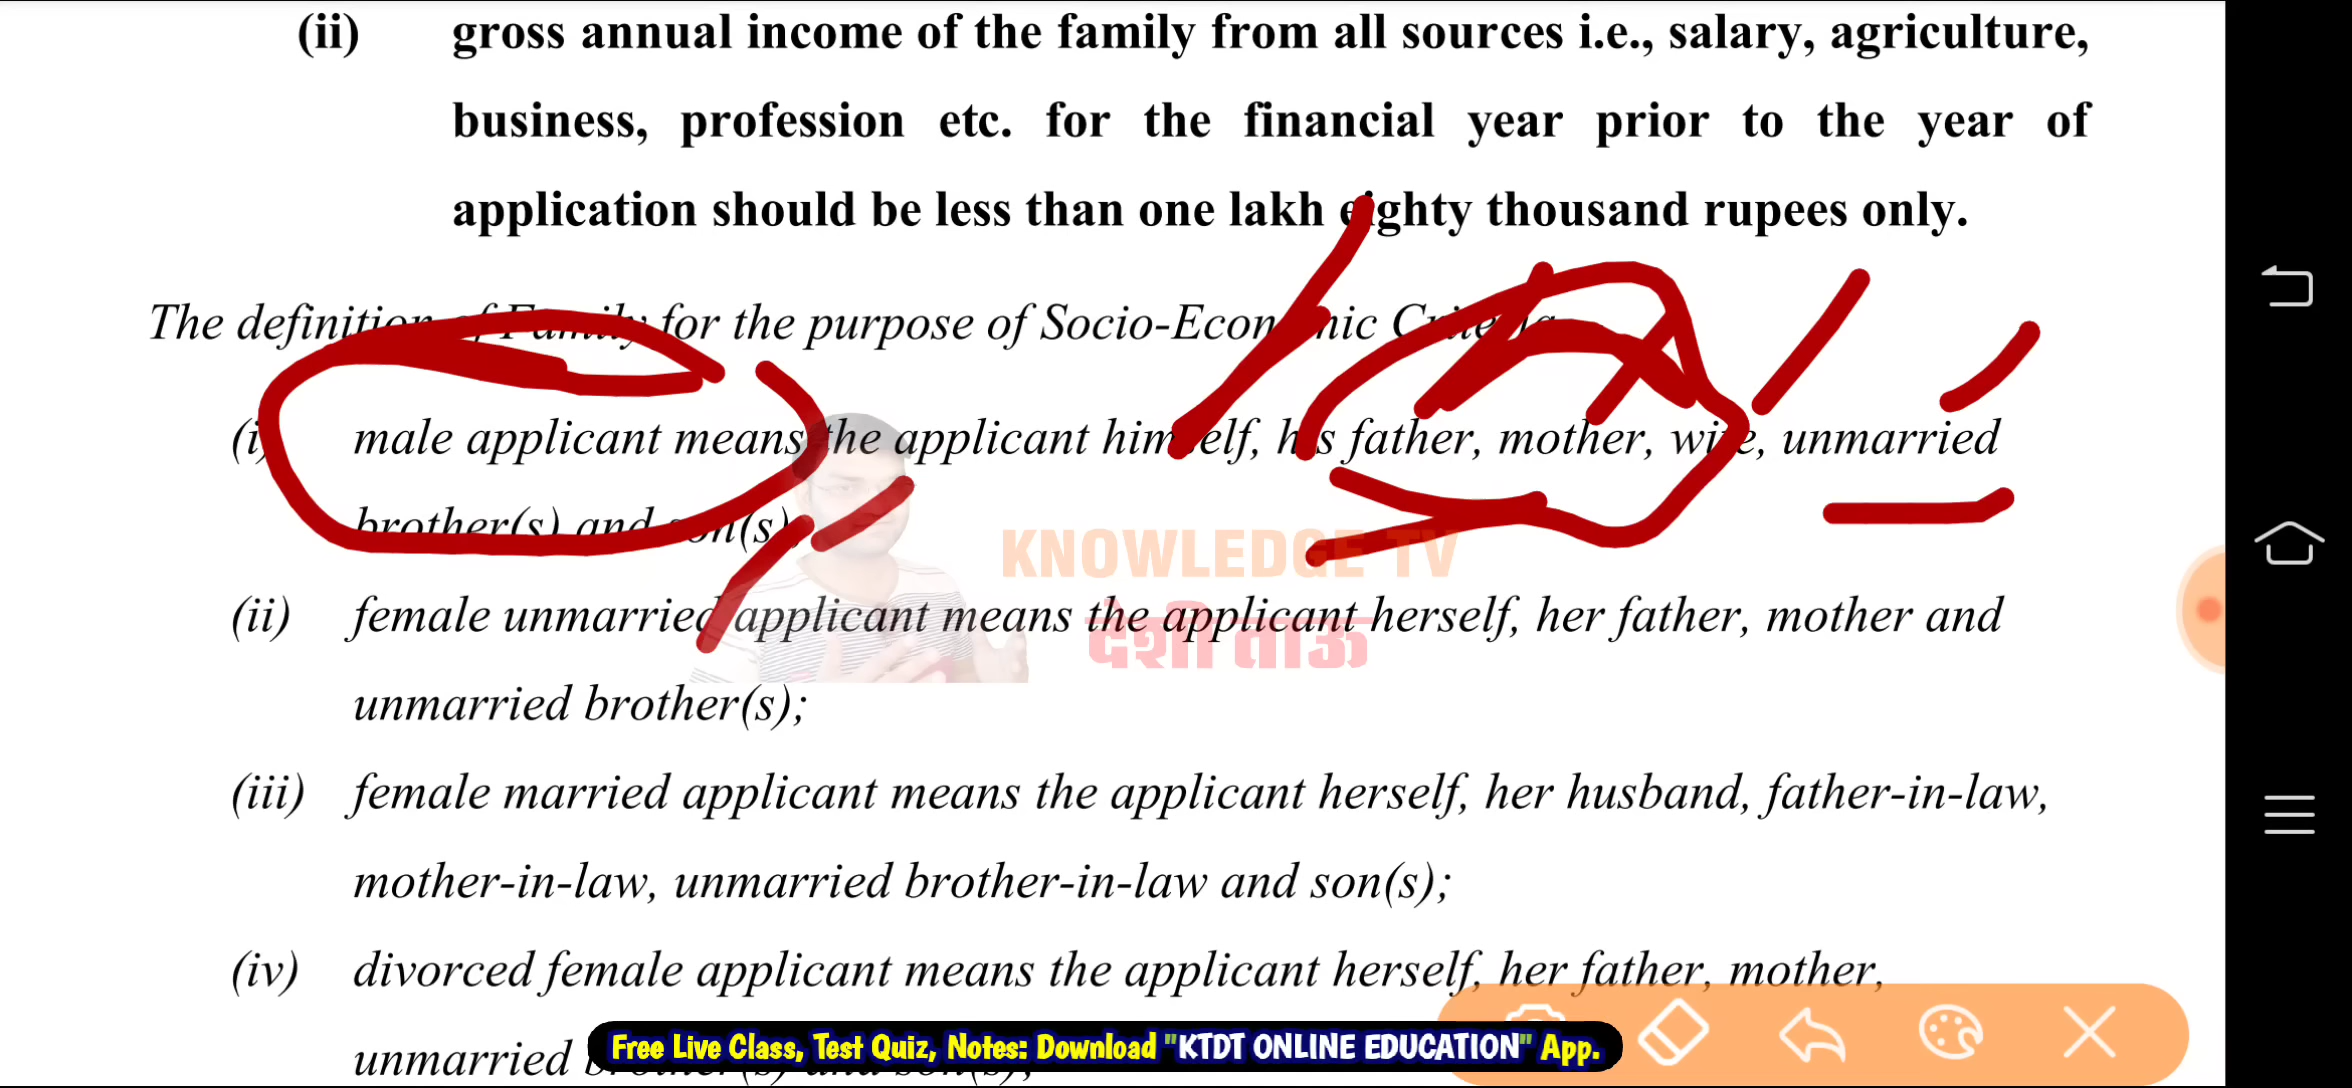 (ii) gross annual income of the family from all sources i.e., salary, agriculture,
business, profession etc. for the financial year prior to the year of
application should be less than one lakh eighty thousand rupees only.
The definition of Family for the purpose of Socio-Economic Criteria
(i) male applicant means the applicant himself, his father, mother, wife, unmarried
brother(s) and son(s)
KNOWLEDGE TV
(ii) female unmarried applicant means the applicant herself, her father, mother and
देशी ताऊ
unmarried brother(s);
(iii) female married applicant means the applicant herself, her husband, father-in-law,
mother-in-law, unmarried brother-in-law and son(s);
(iv) divorced female applicant means the applicant herself, her father, mother,
unmarried brother(s) and son(s);
Free Live Class, Test Quiz, Notes: Download "KTDT ONLINE EDUCATION" App.